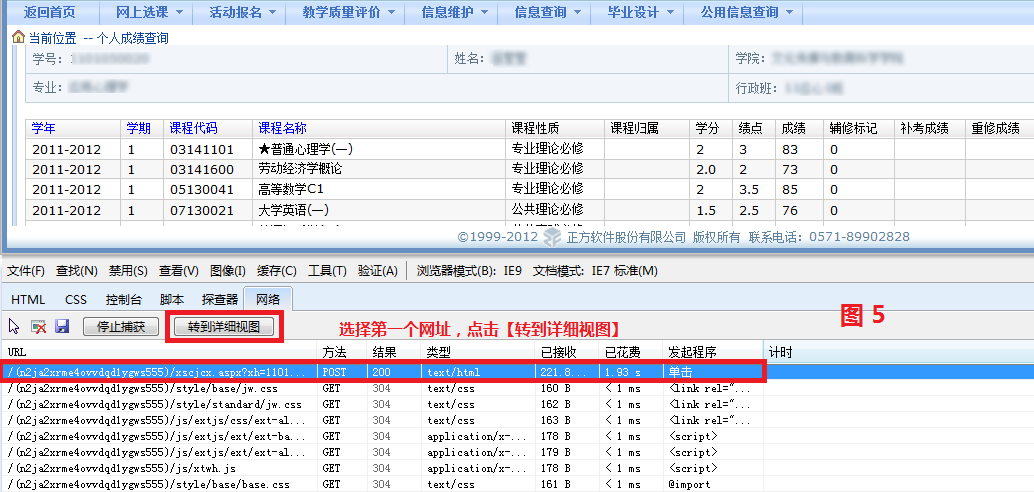 返回首页 网上选课 活动报名 教学质量评价 信息维护 信息查询 毕业设计 公用信息查询
当前位置 -- 个人成绩查询
学号： 姓名： 学院：
专业： 行政班：
学年 学期 课程代码 课程名称 课程性质 课程归属 学分 绩点 成绩 辅修标记 补考成绩 重修成绩
2011-2012 1 03141101 ★普通心理学(一) 专业理论必修 2 3 83 0
2011-2012 1 03141600 劳动经济学概论 专业理论必修 2.0 2 73 0
2011-2012 1 05130041 高等数学C1 专业理论必修 2 3.5 85 0
2011-2012 1 07130021 大学英语(一) 公共理论必修 1.5 2.5 76 0
©1999-2012 正方软件股份有限公司 版权所有 联系电话：0571-89902828
文件(F) 查找(N) 禁用(S) 查看(V) 图像(I) 缓存(C) 工具(T) 验证(A) 浏览器模式(B): IE9 文档模式: IE7 标准(M)
HTML CSS 控制台 脚本 探查器 网络
停止捕获 转到详细视图 选择第一个网址，点击【转到详细视图】 图 5
URL 方法 结果 类型 已接收 已花费 发起程序 计时
/(n2ja2xrme4ovvdqdlygws555)/xscjcx.aspx?xh=1101... POST 200 text/html 221.8... 1.93 s 单击
/(n2ja2xrme4ovvdqdlygws555)/style/base/jw.css GET 304 text/css 160 B < 1 ms <link rel="...
/(n2ja2xrme4ovvdqdlygws555)/style/standard/jw.css GET 304 text/css 162 B < 1 ms <link rel="...
/(n2ja2xrme4ovvdqdlygws555)/js/extjs/css/ext-al... GET 304 text/css 163 B < 1 ms <link rel="...
/(n2ja2xrme4ovvdqdlygws555)/js/extjs/ext/ext-ba... GET 304 application/x-... 178 B < 1 ms <script>
/(n2ja2xrme4ovvdqdlygws555)/js/extjs/ext/ext-al... GET 304 application/x-... 179 B < 1 ms <script>
/(n2ja2xrme4ovvdqdlygws555)/js/xtwh.js GET 304 application/x-... 178 B < 1 ms <script>
/(n2ja2xrme4ovvdqdlygws555)/style/base/base.css GET 304 text/css 161 B < 1 ms @import